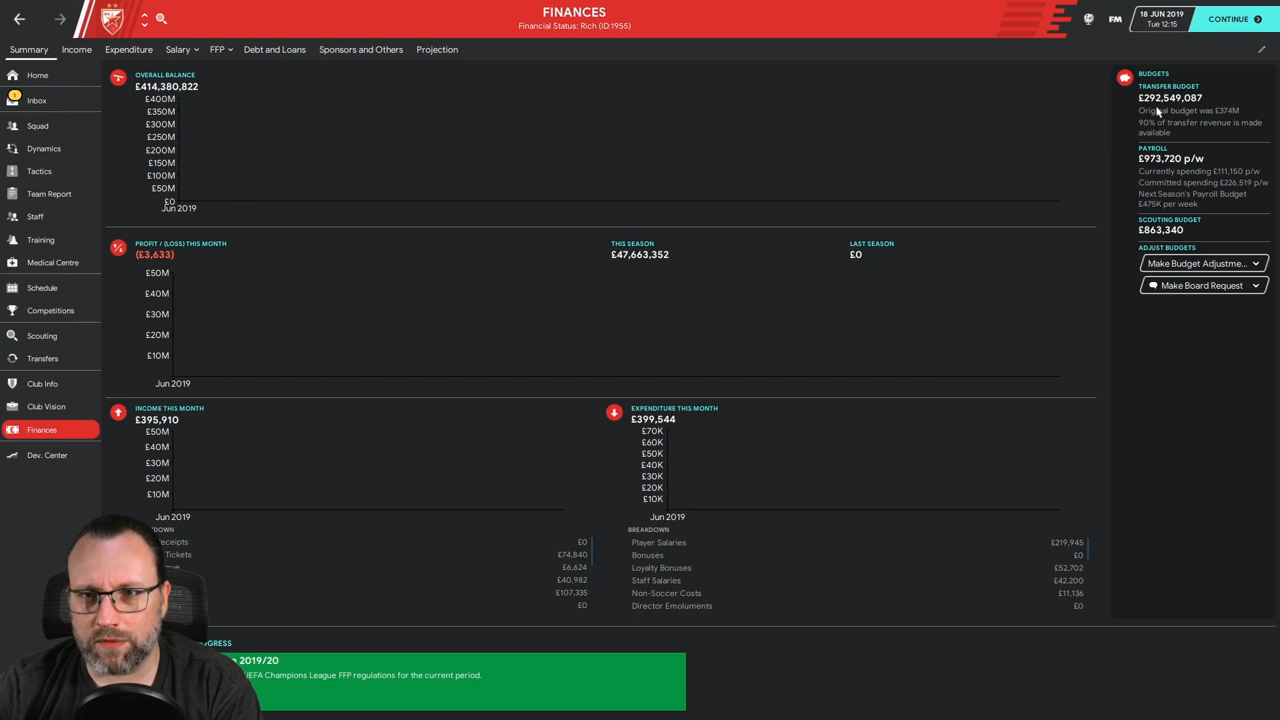 FINANCES
Financial Status: Rich (ID:1955)
FM
18 JUN 2019
Tue 12:15
CONTINUE
Summary
Income
Expenditure
Salary
FFP
Debt and Loans
Sponsors and Others
Projection
Home
1
Inbox
Squad
Dynamics
Tactics
Team Report
Staff
Training
Medical Centre
Schedule
Competitions
Scouting
Transfers
Club Info
Club Vision
Finances
Dev. Center
OVERALL BALANCE
£414,380,822
£400M
£350M
£300M
£250M
£200M
£150M
£100M
£50M
£0
Jun 2019
PROFIT / (LOSS) THIS MONTH
(£3,633)
THIS SEASON
£47,663,352
LAST SEASON
£0
£50M
£40M
£30M
£20M
£10M
Jun 2019
INCOME THIS MONTH
£395,910
£50M
£40M
£30M
£20M
£10M
Jun 2019
EXPENDITURE THIS MONTH
£399,544
£70K
£60K
£50K
£40K
£30K
£20K
£10K
Jun 2019
DOWN
eceipts £0
Tickets £74,840
£6,624
£40,982
£107,335
£0
BREAKDOWN
Player Salaries £219,945
Bonuses £0
Loyalty Bonuses £52,702
Staff Salaries £42,200
Non-Soccer Costs £11,136
Director Emoluments £0
OGRESS
2019/20
EFA Champions League FFP regulations for the current period.
BUDGETS
TRANSFER BUDGET
£292,549,087
Original budget was £374M
90% of transfer revenue is made
available
PAYROLL
£973,720 p/w
Currently spending £111,150 p/w
Committed spending £226,519 p/w
Next Season's Payroll Budget
£475K per week
SCOUTING BUDGET
£863,340
ADJUST BUDGETS
Make Budget Adjustme...
Make Board Request